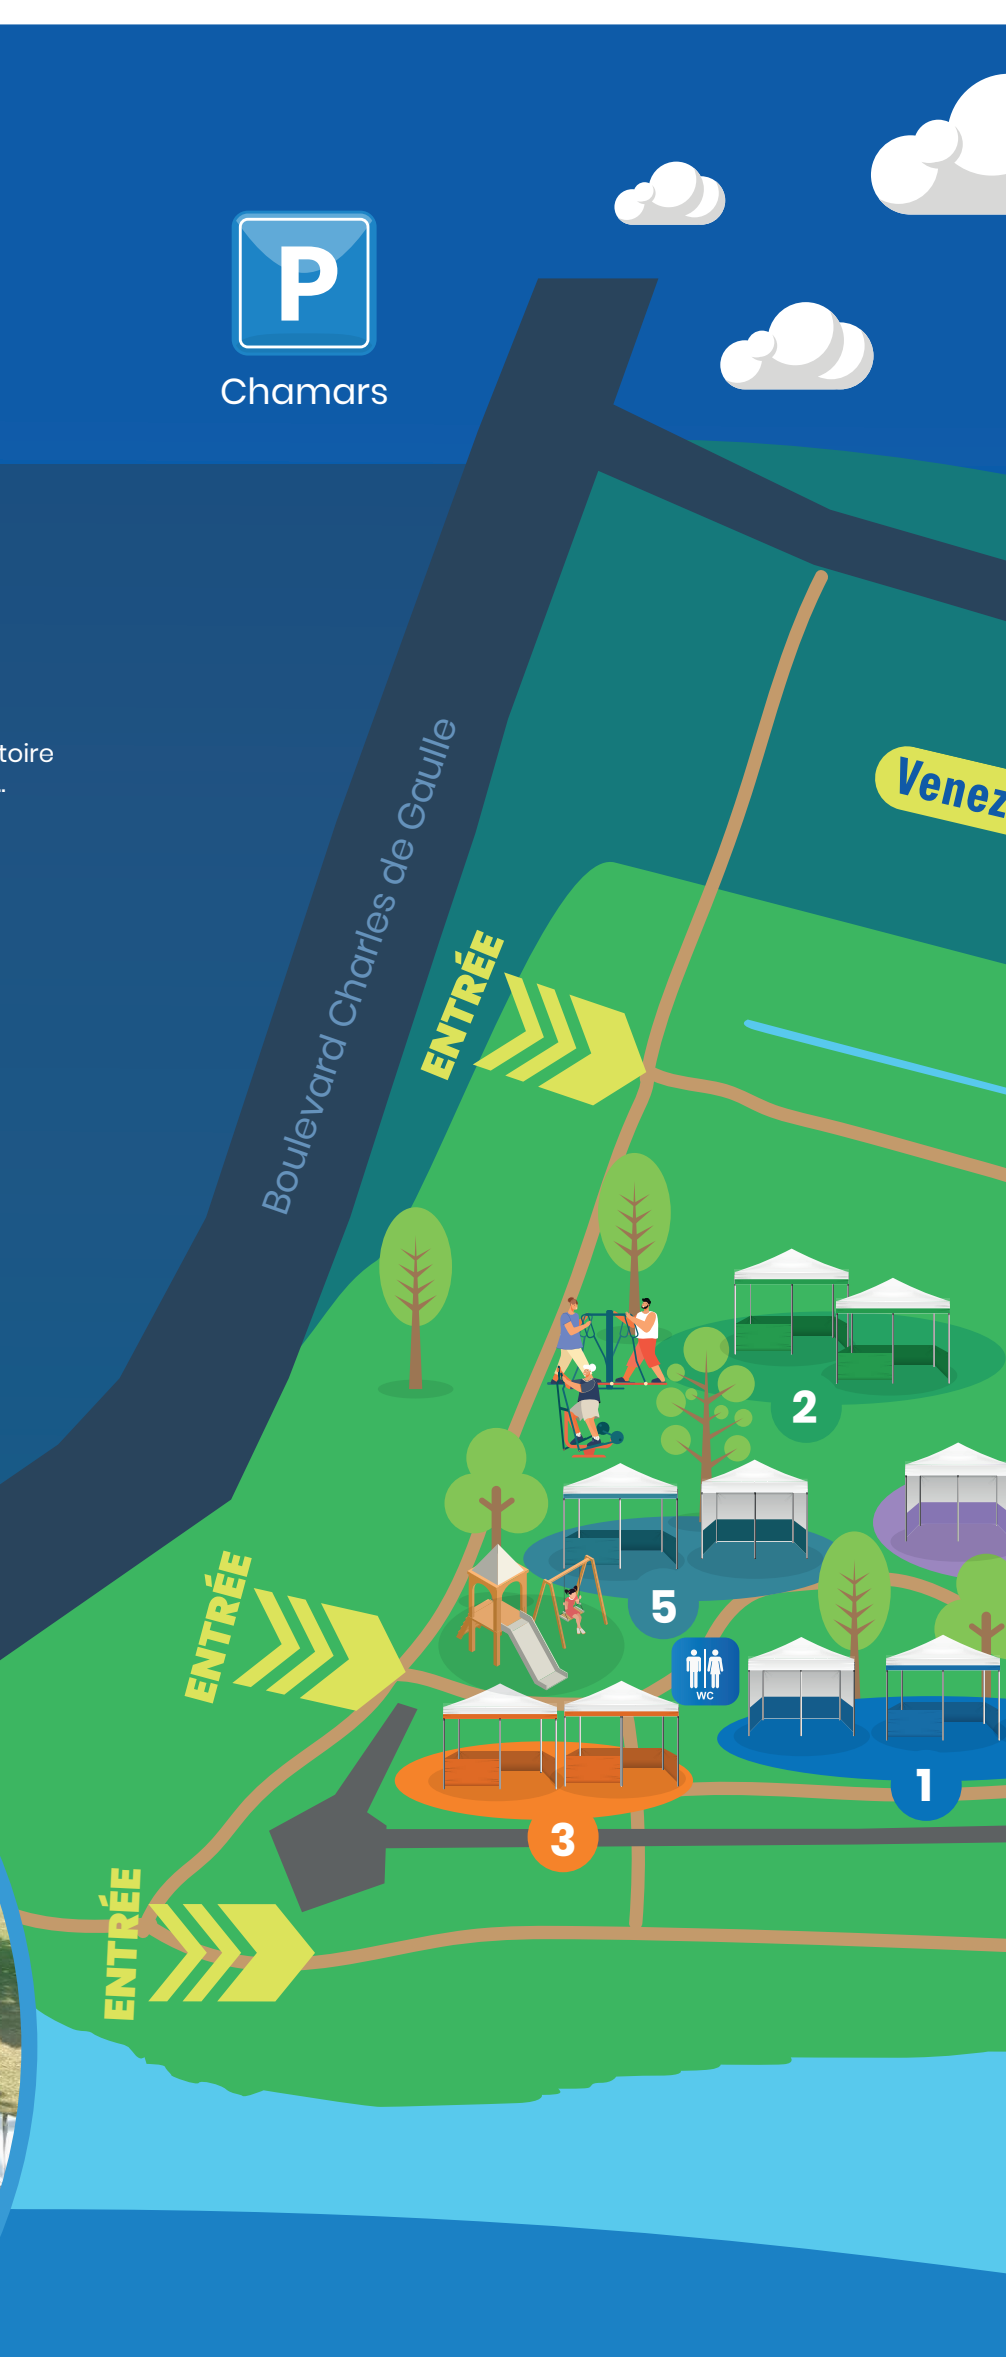 P
Chamars
toire
..
Boulevard Charles de Gaulle
Venez
ENTRÉE
2
5
ENTRÉE
WC
1
3
ENTRÉE